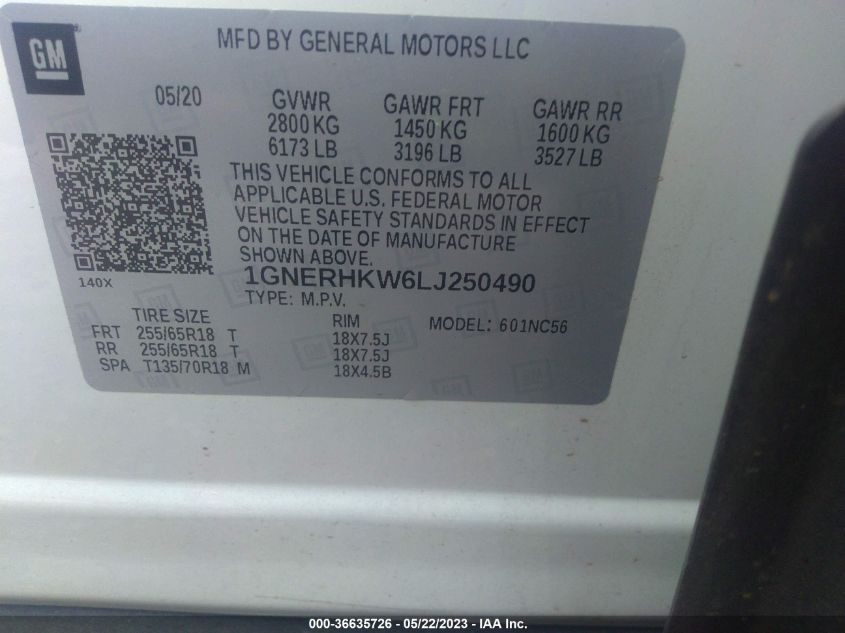 GM
MFD BY GENERAL MOTORS LLC
05/20 GVWR GAWR FRT GAWR RR
2800 KG 1450 KG 1600 KG
6173 LB 3196 LB 3527 LB
THIS VEHICLE CONFORMS TO ALL
APPLICABLE U.S. FEDERAL MOTOR
VEHICLE SAFETY STANDARDS IN EFFECT
ON THE DATE OF MANUFACTURE
SHOWN ABOVE.
140X
1GNERHKW6LJ250490
TYPE: M.P.V.
TIRE SIZE RIM MODEL: 601NC56
FRT 255/65R18 T 18X7.5J
RR 255/65R18 T 18X7.5J
SPA T135/70R18 M 18X4.5B
000-36635726 - 05/22/2023 - IAA Inc.